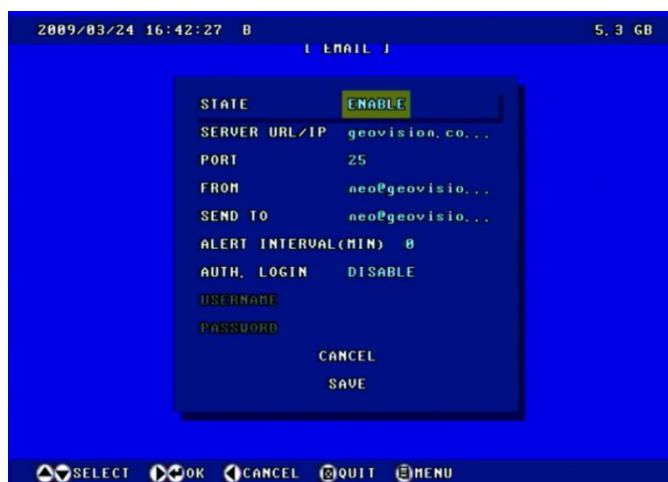 2009/03/24 16:42:27 B 5.3 GB
[ EMAIL ]
STATE ENABLE
SERVER URL/IP geovision.co...
PORT 25
FROM neo@geovisio...
SEND TO neo@geovisio...
ALERT INTERVAL(MIN) 0
AUTH. LOGIN DISABLE
USERNAME
PASSWORD
CANCEL
SAVE
SELECT OK CANCEL QUIT MENU